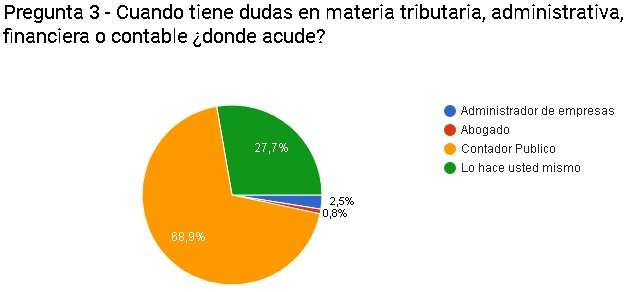 Pregunta 3 - Cuando tiene dudas en materia tributaria, administrativa,
financiera o contable ¿donde acude?
27,7%
2,5%
0,8%
68,9%
Administrador de empresas
Abogado
Contador Publico
Lo hace usted mismo